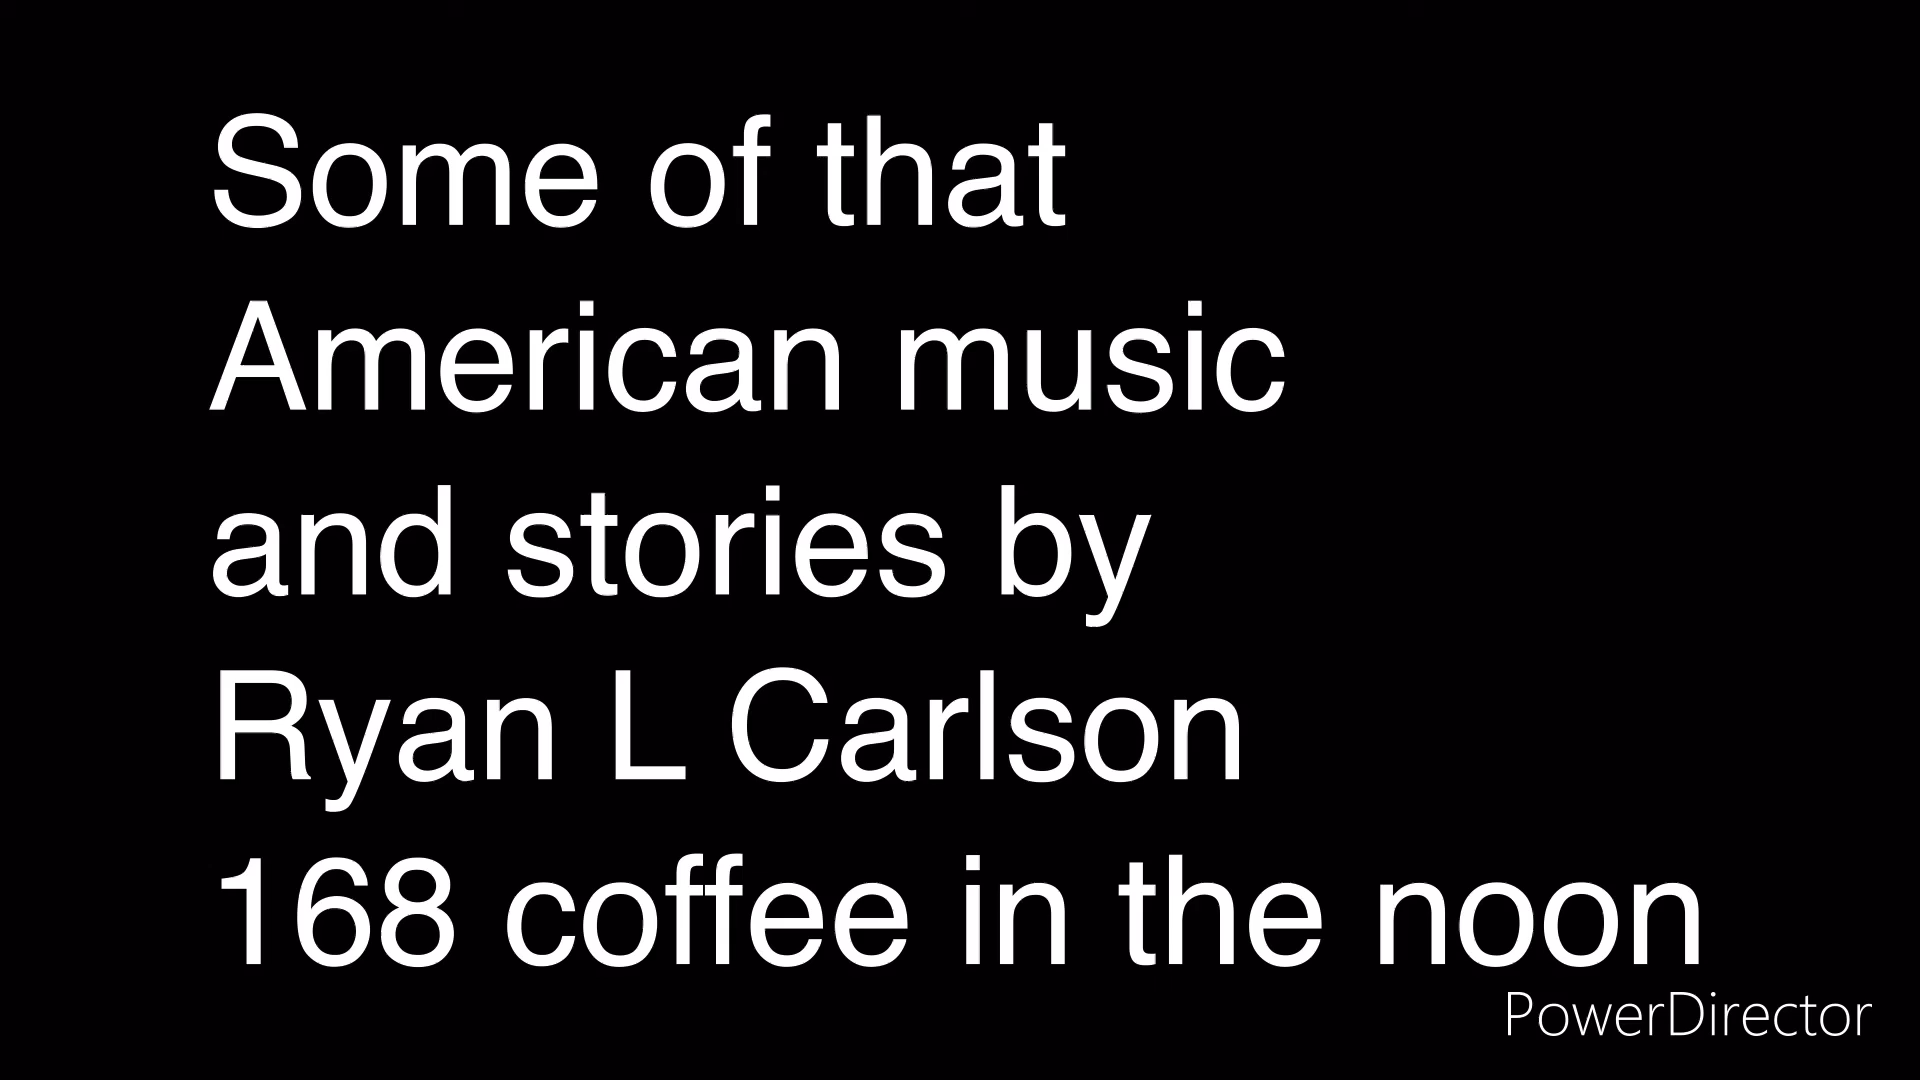 Some of that
American music
and stories by
Ryan L Carlson
168 coffee in the noon
PowerDirector